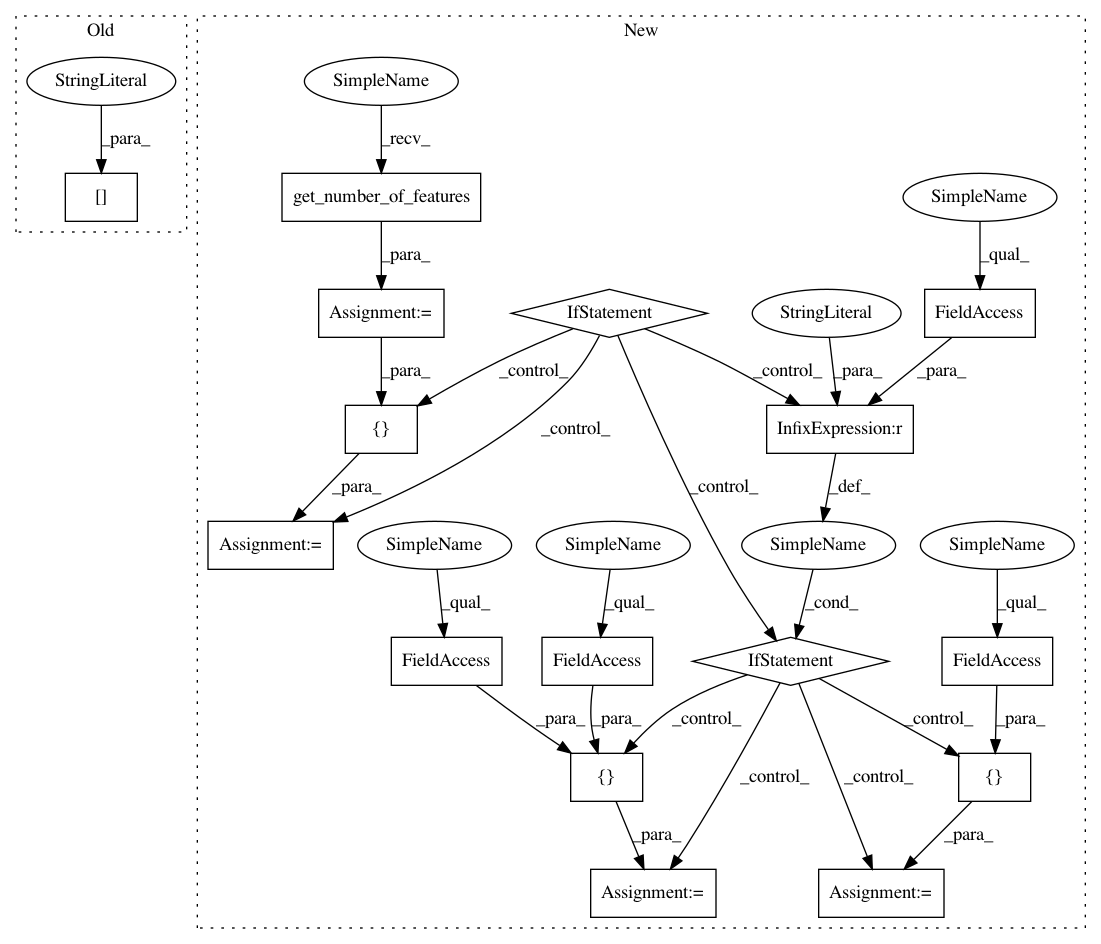 Old
New
StringLiteral
SimpleName
_para_
_recv_
[]
get_number_of_features
SimpleName
_para_
_qual_
Assignment:=
IfStatement
StringLiteral
FieldAccess
_para_
_control_
_control_
_para_
_para_
{}
_control_
InfixExpression:r
_para_
_control_
_def_
Assignment:=
SimpleName
SimpleName
SimpleName
SimpleName
_qual_
_qual_
_cond_
_qual_
FieldAccess
FieldAccess
IfStatement
FieldAccess
_para_
_para_
_control_
_control_
_para_
{}
_control_
_control_
{}
_para_
_para_
Assignment:=
Assignment:=